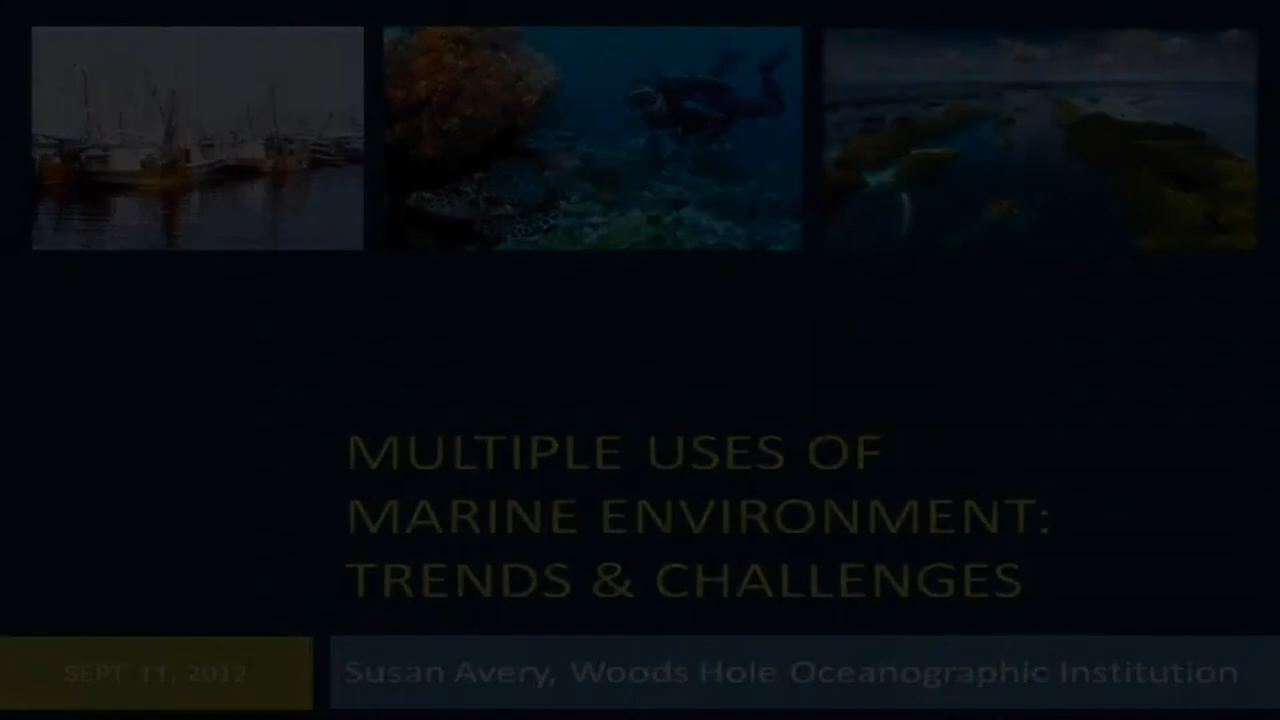 MULTIPLE USES OF
MARINE ENVIRONMENT:
TRENDS & CHALLENGES
SEPT 11, 2012
Susan Avery, Woods Hole Oceanographic Institution